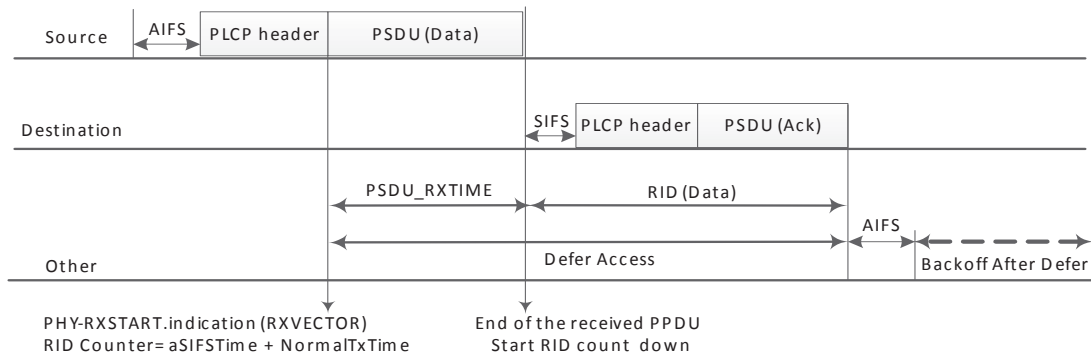 Source
AIFS
PLCP header
PSDU (Data)
Destination
SIFS
PLCP header
PSDU (Ack)
PSDU_RXTIME
RID (Data)
AIFS
Defer Access
Backoff After Defer
Other
PHY-RXSTART.indication (RXVECTOR)
RID Counter= aSIFSTime + NormalTxTime
End of the received PPDU
Start RID count down